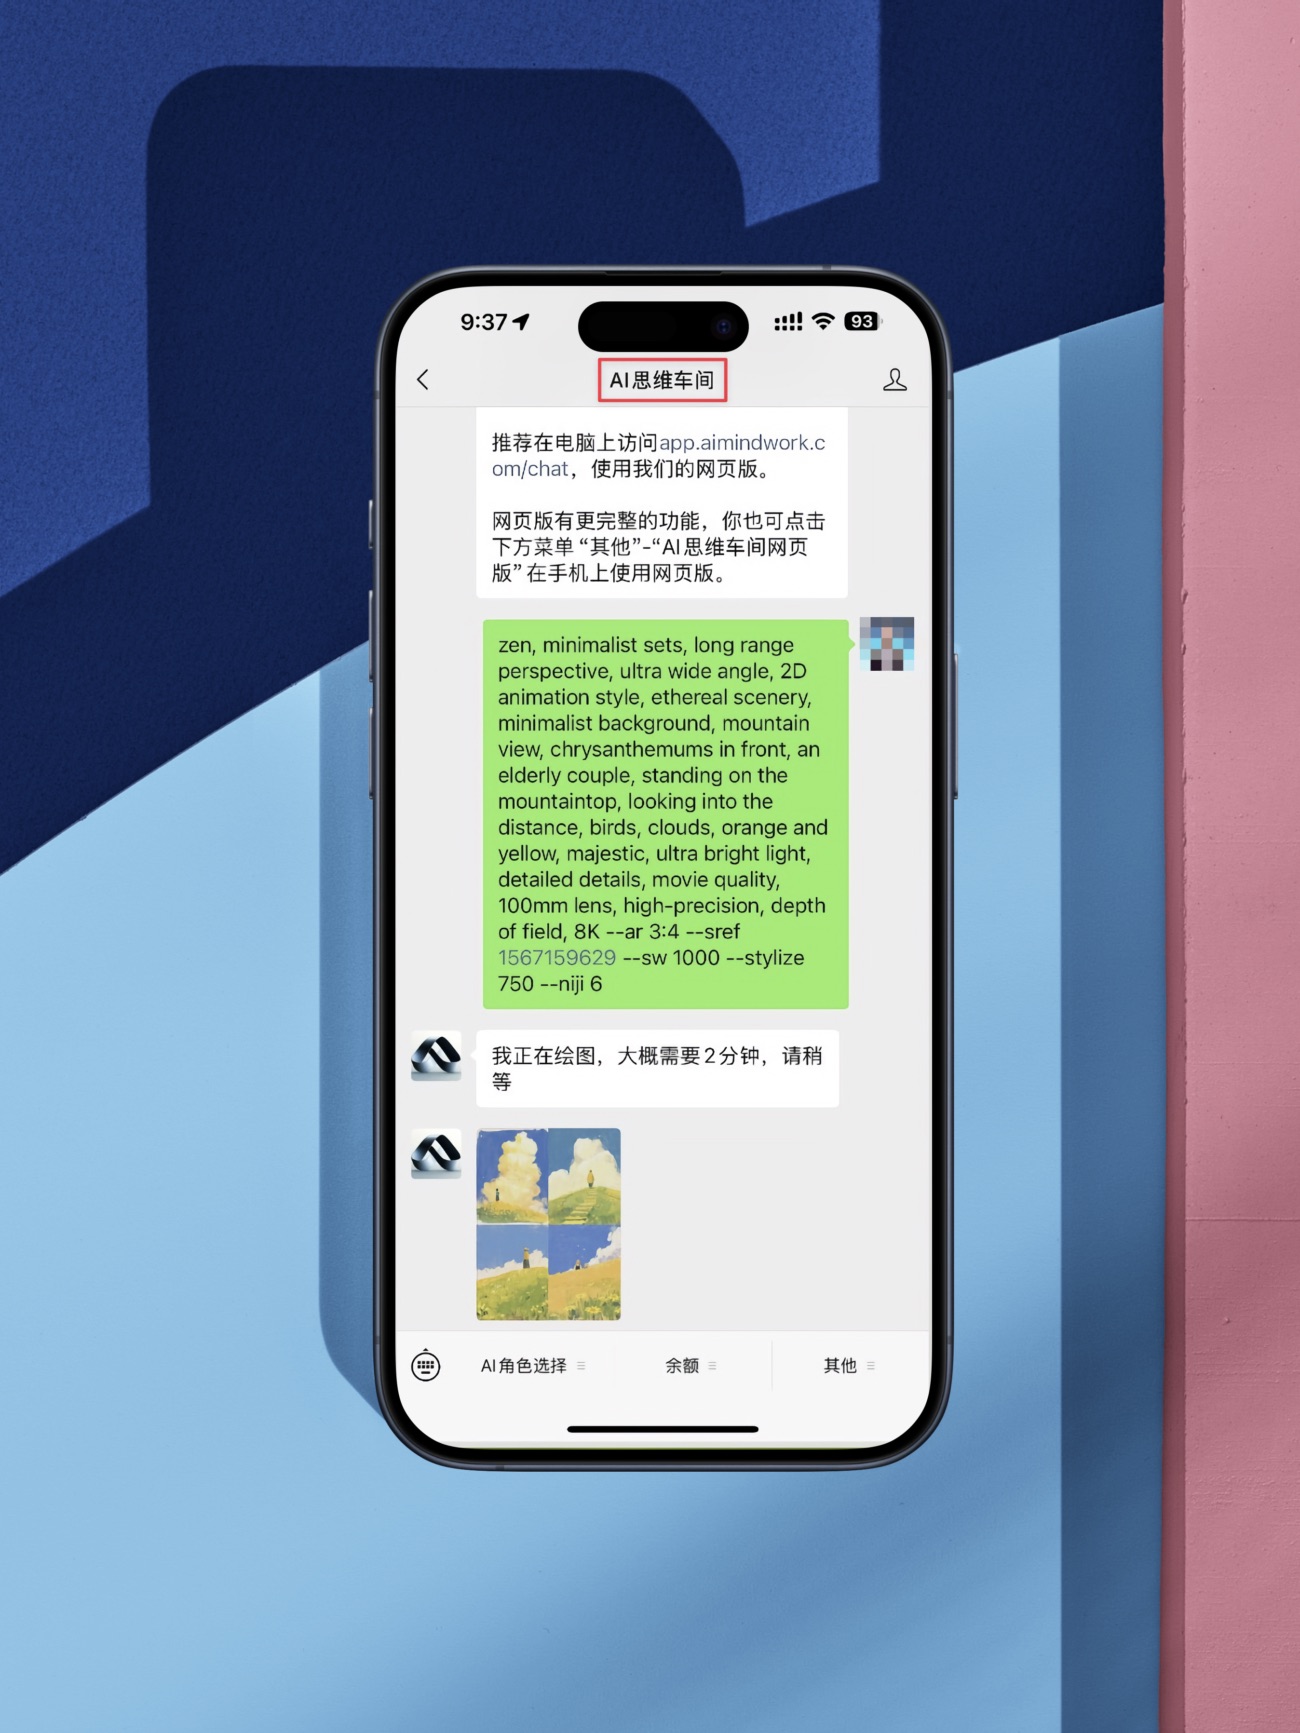 9:37
93
AI思维车间
推荐在电脑上访问app.aimindwork.c
om/chat，使用我们的网页版。
网页版有更完整的功能，你也可点击
下方菜单“其他”-“AI思维车间网页
版”在手机上使用网页版。
zen, minimalist sets, long range
perspective, ultra wide angle, 2D
animation style, ethereal scenery,
minimalist background, mountain
view, chrysanthemums in front, an
elderly couple, standing on the
mountaintop, looking into the
distance, birds, clouds, orange and
yellow, majestic, ultra bright light,
detailed details, movie quality,
100mm lens, high-precision, depth
of field, 8K --ar 3:4 --sref
1567159629 --sw 1000 --stylize
750 --niji 6
我正在绘图，大概需要2分钟，请稍
等
AI角色选择
余额
其他